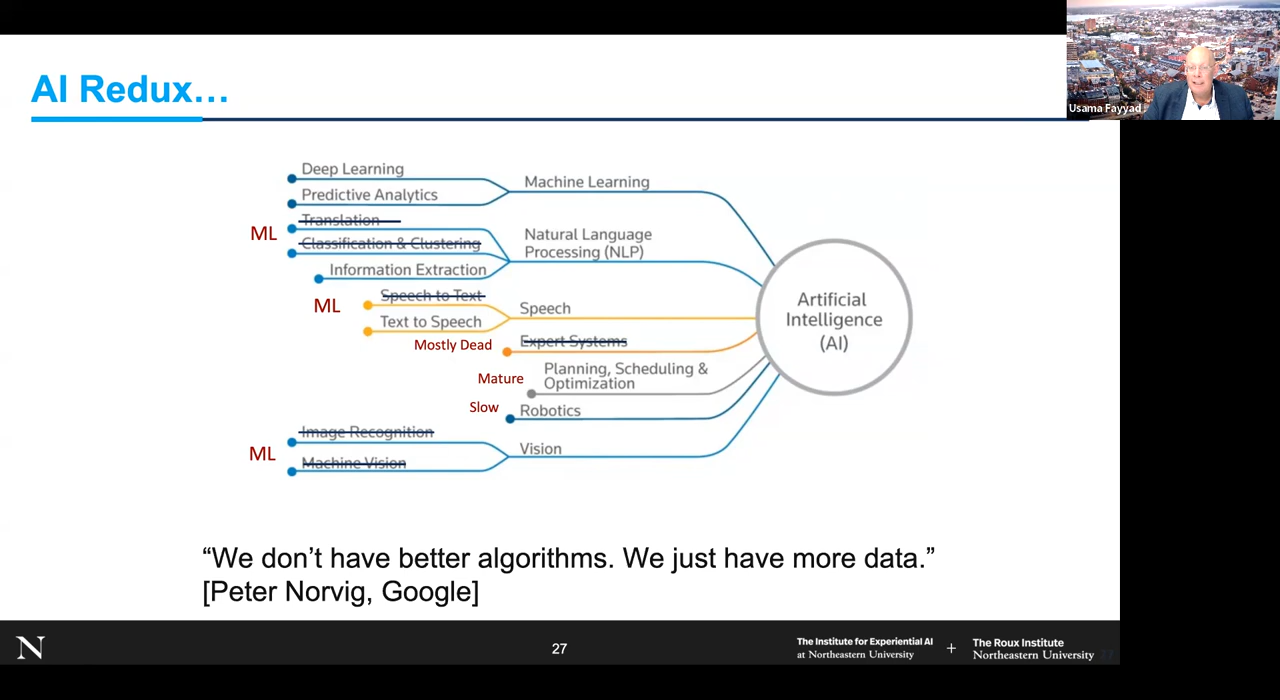 AI Redux…
Usama Fayyad
Deep Learning
Predictive Analytics
Machine Learning
ML
Translation
Classification & Clustering
Information Extraction
Natural Language
Processing (NLP)
ML
Speech to Text
Text to Speech
Speech
Mostly Dead
Expert Systems
Mature
Planning, Scheduling &
Optimization
Slow
Robotics
ML
Image Recognition
Machine Vision
Vision
Artificial
Intelligence
(AI)
“We don’t have better algorithms. We just have more data.”
[Peter Norvig, Google]
N
27
The Institute for Experiential AI
at Northeastern University
+
The Roux Institute
Northeastern University
27